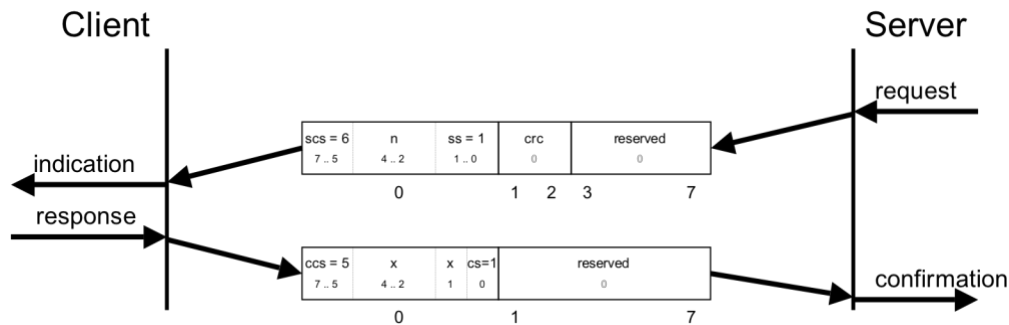 Client
Server
request
scs = 6 n ss = 1 crc reserved
7 .. 5 4 .. 2 1 .. 0 0 0
indication
0 1 2 3 7
response
ccs = 5 x x cs=1 reserved
7 .. 5 4 .. 2 1 0 0
confirmation
0 1 7